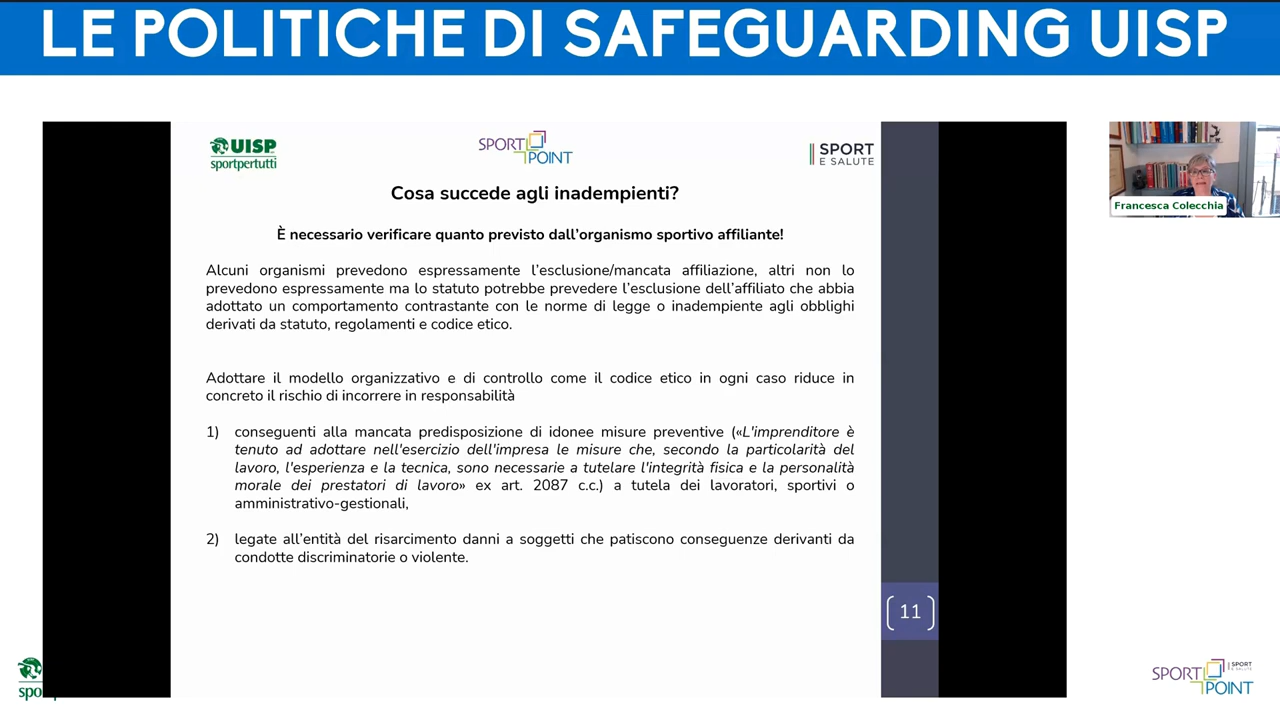 LE POLITICHE DI SAFEGUARDING UISP
UISP
sportpertutti
SPORT
POINT
SPORT
E SALUTE
Cosa succede agli inadempienti?
È necessario verificare quanto previsto dall'organismo sportivo affiliante!
Alcuni organismi prevedono espressamente l'esclusione/mancata affiliazione, altri non lo
prevedono espressamente ma lo statuto potrebbe prevedere l'esclusione dell'affiliato che abbia
adottato un comportamento contrastante con le norme di legge o inadempiente agli obblighi
derivati da statuto, regolamenti e codice etico.
Adottare il modello organizzativo e di controllo come il codice etico in ogni caso riduce in
concreto il rischio di incorrere in responsabilità
1) conseguenti alla mancata predisposizione di idonee misure preventive («L'imprenditore è
tenuto ad adottare nell'esercizio dell'impresa le misure che, secondo la particolarità del
lavoro, l'esperienza e la tecnica, sono necessarie a tutelare l'integrità fisica e la personalità
morale dei prestatori di lavoro» ex art. 2087 c.c.) a tutela dei lavoratori, sportivi o
amministrativo-gestionali,
2) legate all'entità del risarcimento danni a soggetti che patiscono conseguenze derivanti da
condotte discriminatorie o violente.
11
Francesca Colecchia
spo
SPORT
POINT
SPORT
E SALUTE